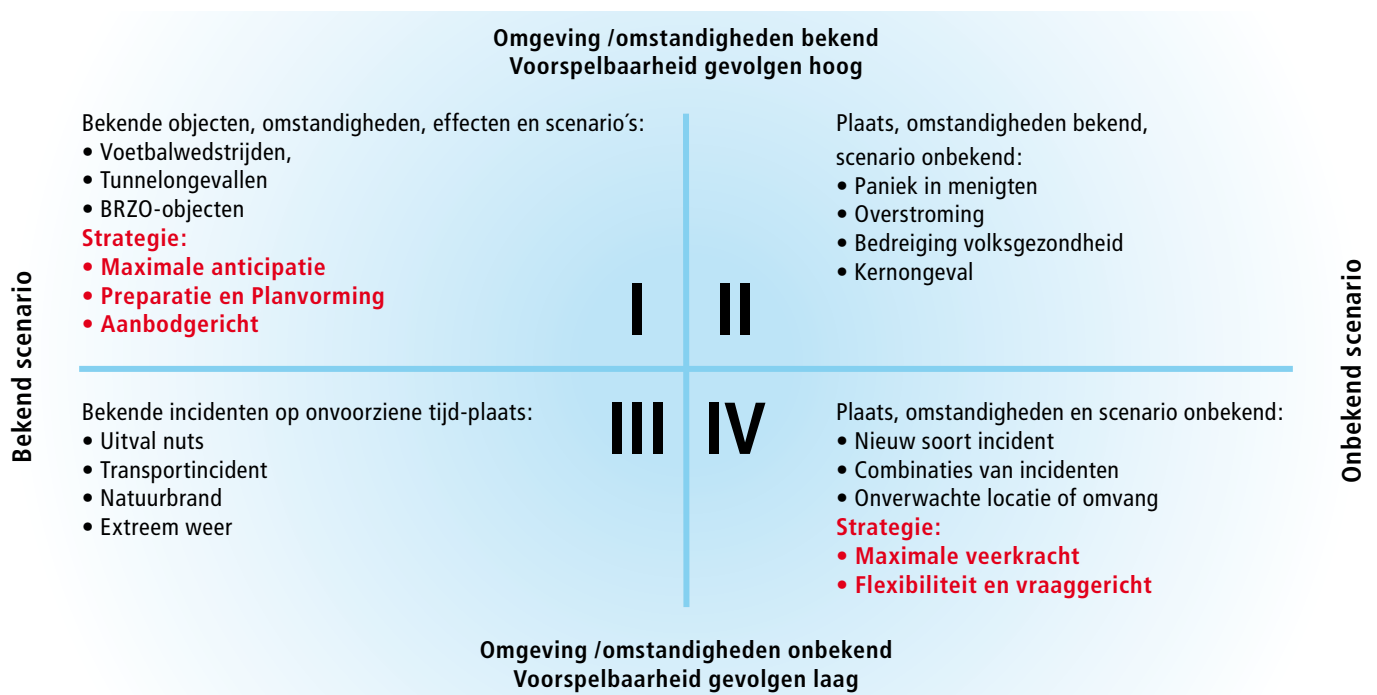 Omgeving /omstandigheden bekend
Voorspelbaarheid gevolgen hoog
Bekend scenario
Bekende objecten, omstandigheden, effecten en scenario´s:
• Voetbalwedstrijden,
• Tunnelongevallen
• BRZO-objecten
Strategie:
• Maximale anticipatie
• Preparatie en Planvorming
• Aanbodgericht
I
II
Plaats, omstandigheden bekend,
scenario onbekend:
• Paniek in menigten
• Overstroming
• Bedreiging volksgezondheid
• Kernongeval
Onbekend scenario
Bekende incidenten op onvoorziene tijd-plaats:
• Uitval nuts
• Transportincident
• Natuurbrand
• Extreem weer
III
IV
Plaats, omstandigheden en scenario onbekend:
• Nieuw soort incident
• Combinaties van incidenten
• Onverwachte locatie of omvang
Strategie:
• Maximale veerkracht
• Flexibiliteit en vraaggericht
Omgeving /omstandigheden onbekend
Voorspelbaarheid gevolgen laag